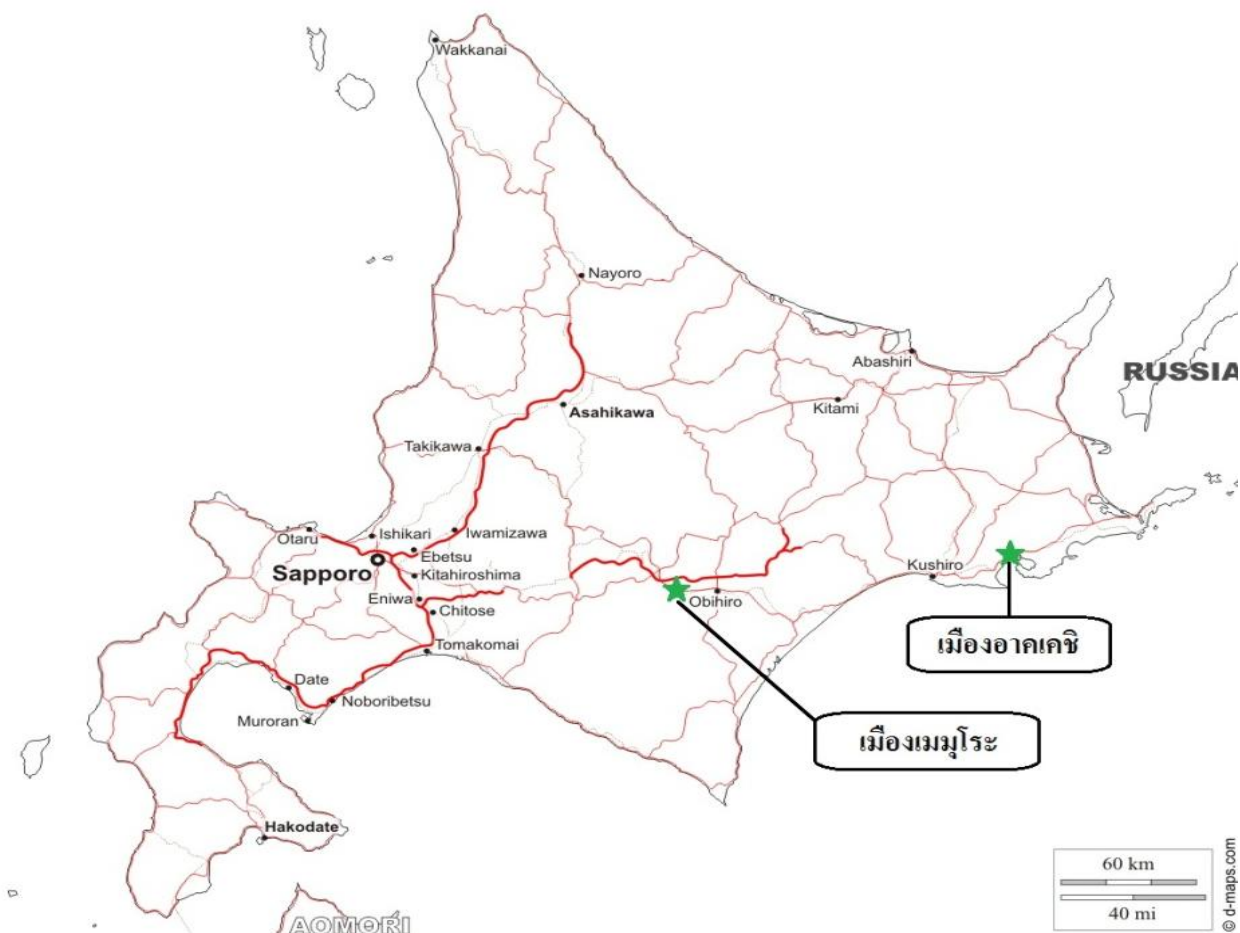 Wakkanai
Nayoro
Abashiri
RUSSIA
Asahikawa
Kitami
Takikawa
Otaru
Ishikari
Iwamizawa
Ebetsu
Sapporo
Kitahiroshima
Kushiro
Eniwa
Obihiro
Chitose
เมืองอาคเคชิ
Tomakomai
Date
Noboribetsu
Muroran
เมืองเมมุโระ
Hakodate
60 km
40 mi
AOMORI
© d-maps.com